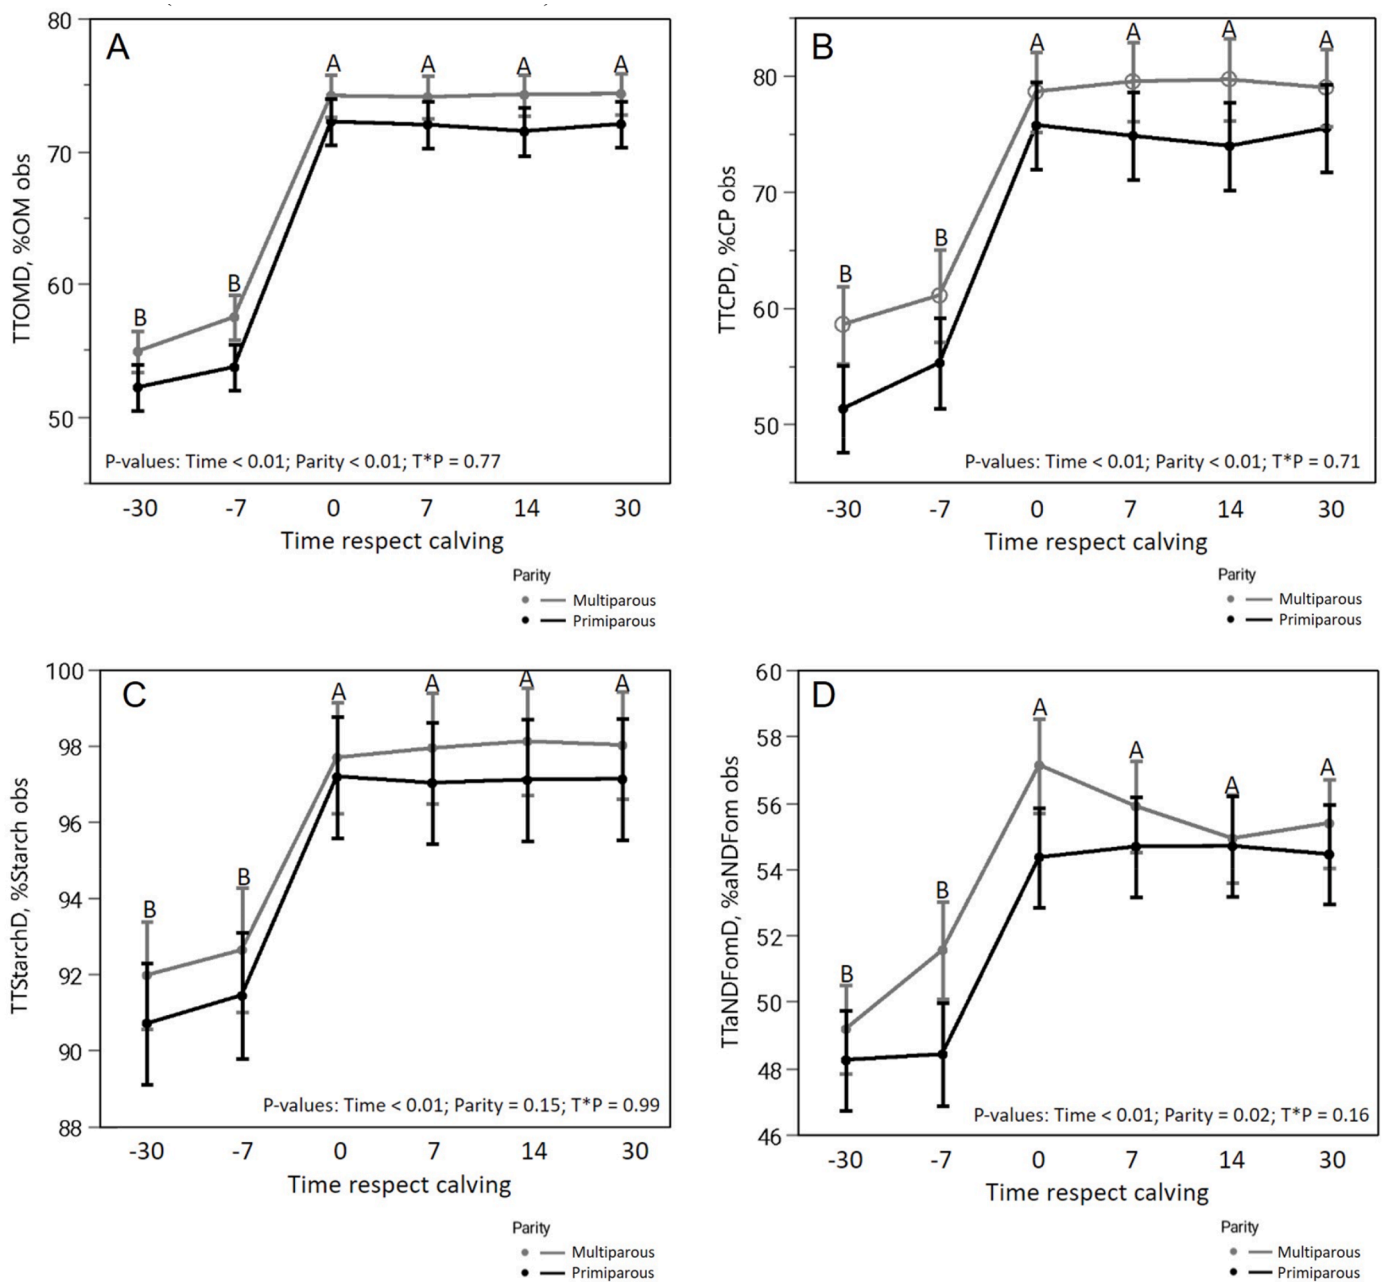 A
80
70
60
50
TTOMD, %OM obs
B
B
A
A
A
A
P-values: Time < 0.01; Parity < 0.01; T*P = 0.77
-30 -7 0 7 14 30
Time respect calving
Parity
Multiparous
Primiparous
B
80
70
60
50
TTCPD, %CP obs
B
B
A
A
A
A
P-values: Time < 0.01; Parity < 0.01; T*P = 0.71
-30 -7 0 7 14 30
Time respect calving
Parity
Multiparous
Primiparous
C
100
98
96
94
92
90
88
TTStarchD, %Starch obs
B
B
A
A
A
A
P-values: Time < 0.01; Parity = 0.15; T*P = 0.99
-30 -7 0 7 14 30
Time respect calving
Parity
Multiparous
Primiparous
D
60
58
56
54
52
50
48
46
TTaNDFomD, %aNDFom obs
B
B
A
A
A
A
P-values: Time < 0.01; Parity = 0.02; T*P = 0.16
-30 -7 0 7 14 30
Time respect calving
Parity
Multiparous
Primiparous